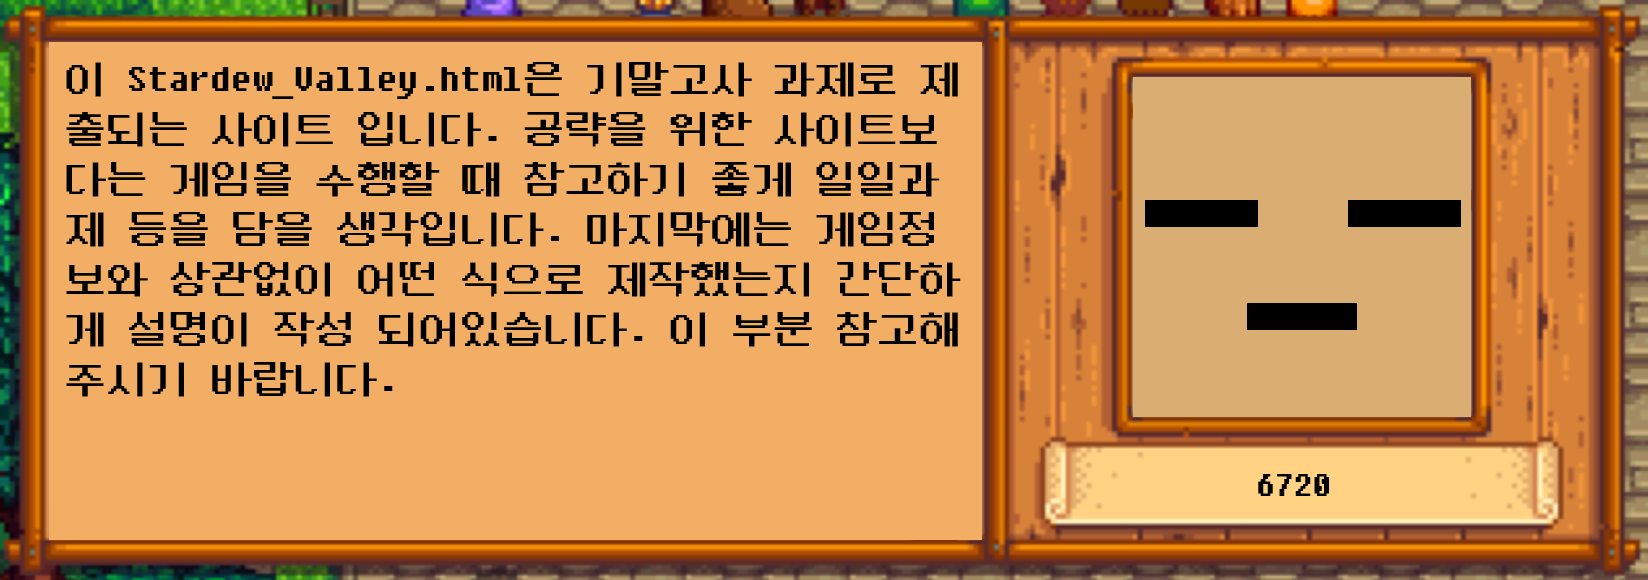 이 Stardew_Valley.html은 기말고사 과제로 제
출되는 사이트 입니다. 공략을 위한 사이트보
다는 게임을 수행할 때 참고하기 좋게 일일과
제 등을 담을 생각입니다. 마지막에는 게임정
보와 상관없이 어떤 식으로 제작했는지 간단하
게 설명이 작성 되어있습니다. 이 부분 참고해
주시기 바랍니다.
6720